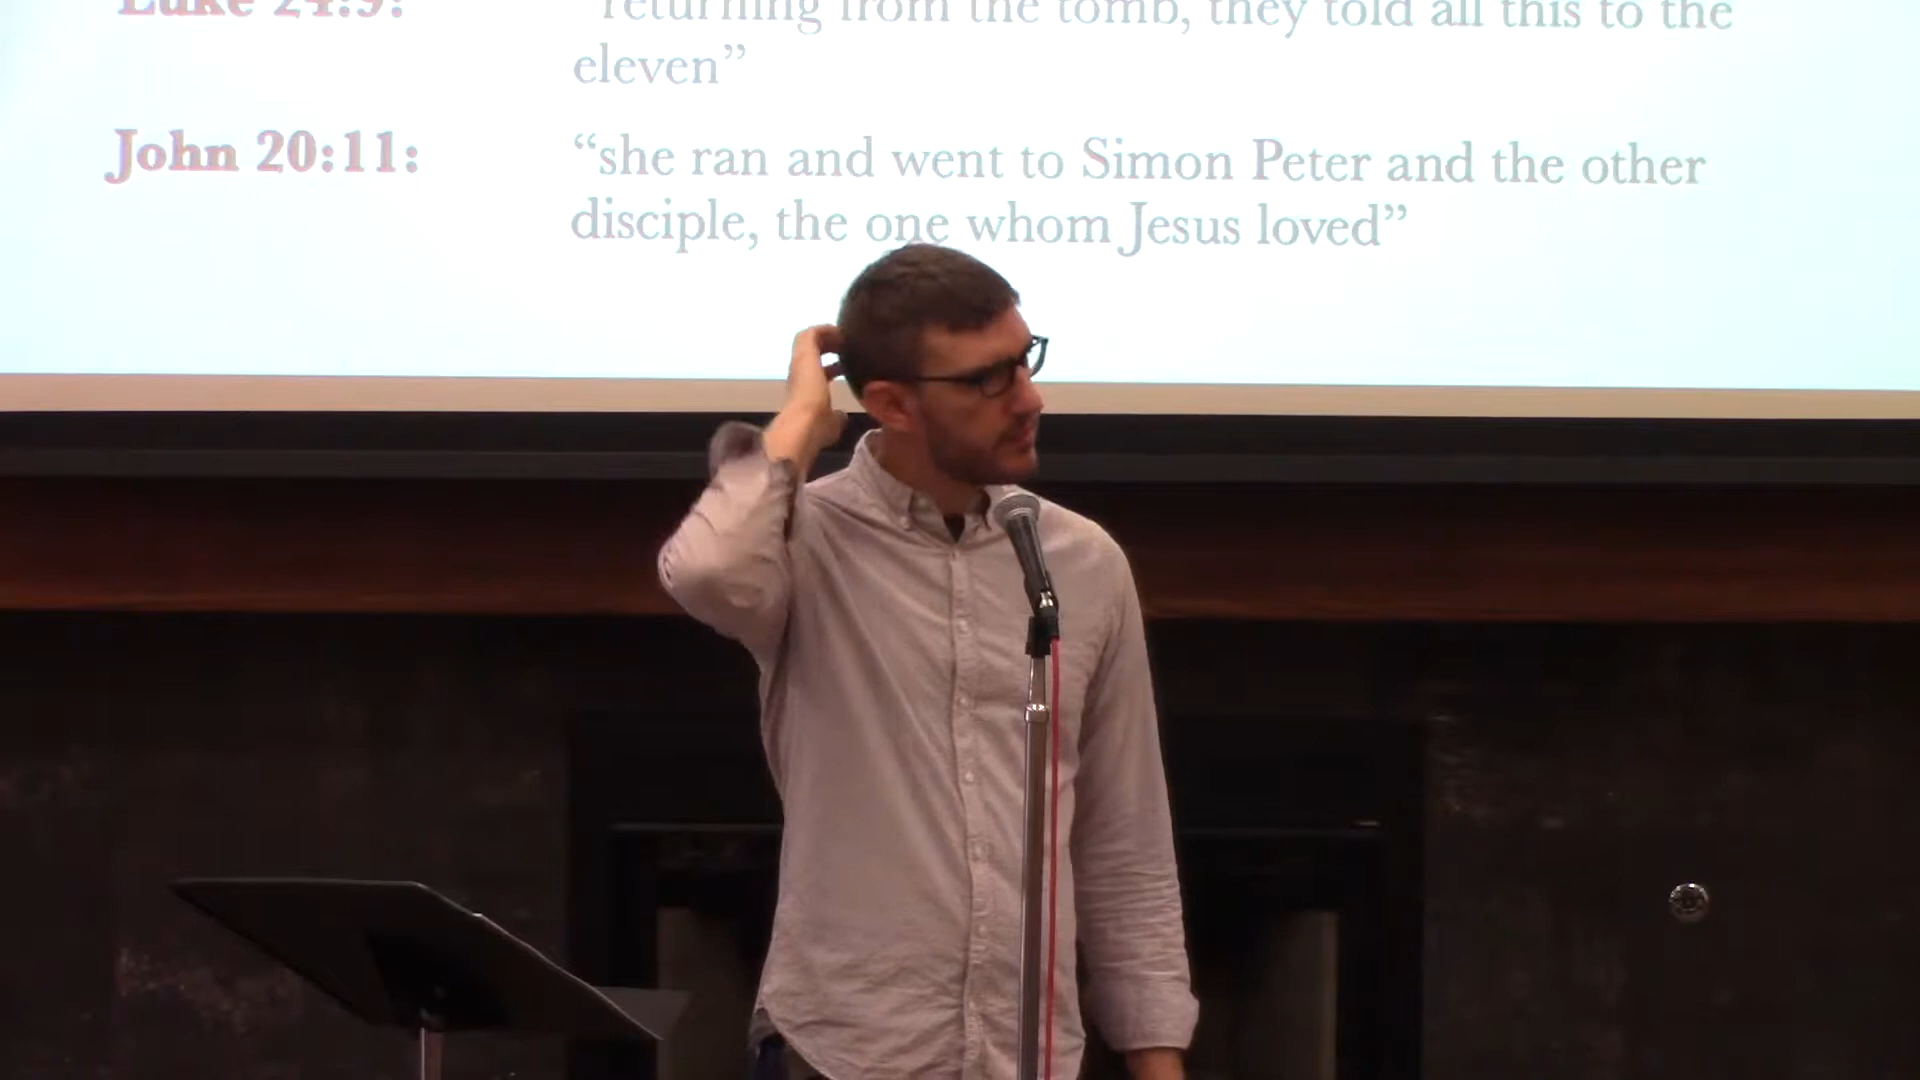 Luke 24:9: "returning from the tomb, they told all this to the
eleven"
John 20:11: “she ran and went to Simon Peter and the other
disciple, the one whom Jesus loved”